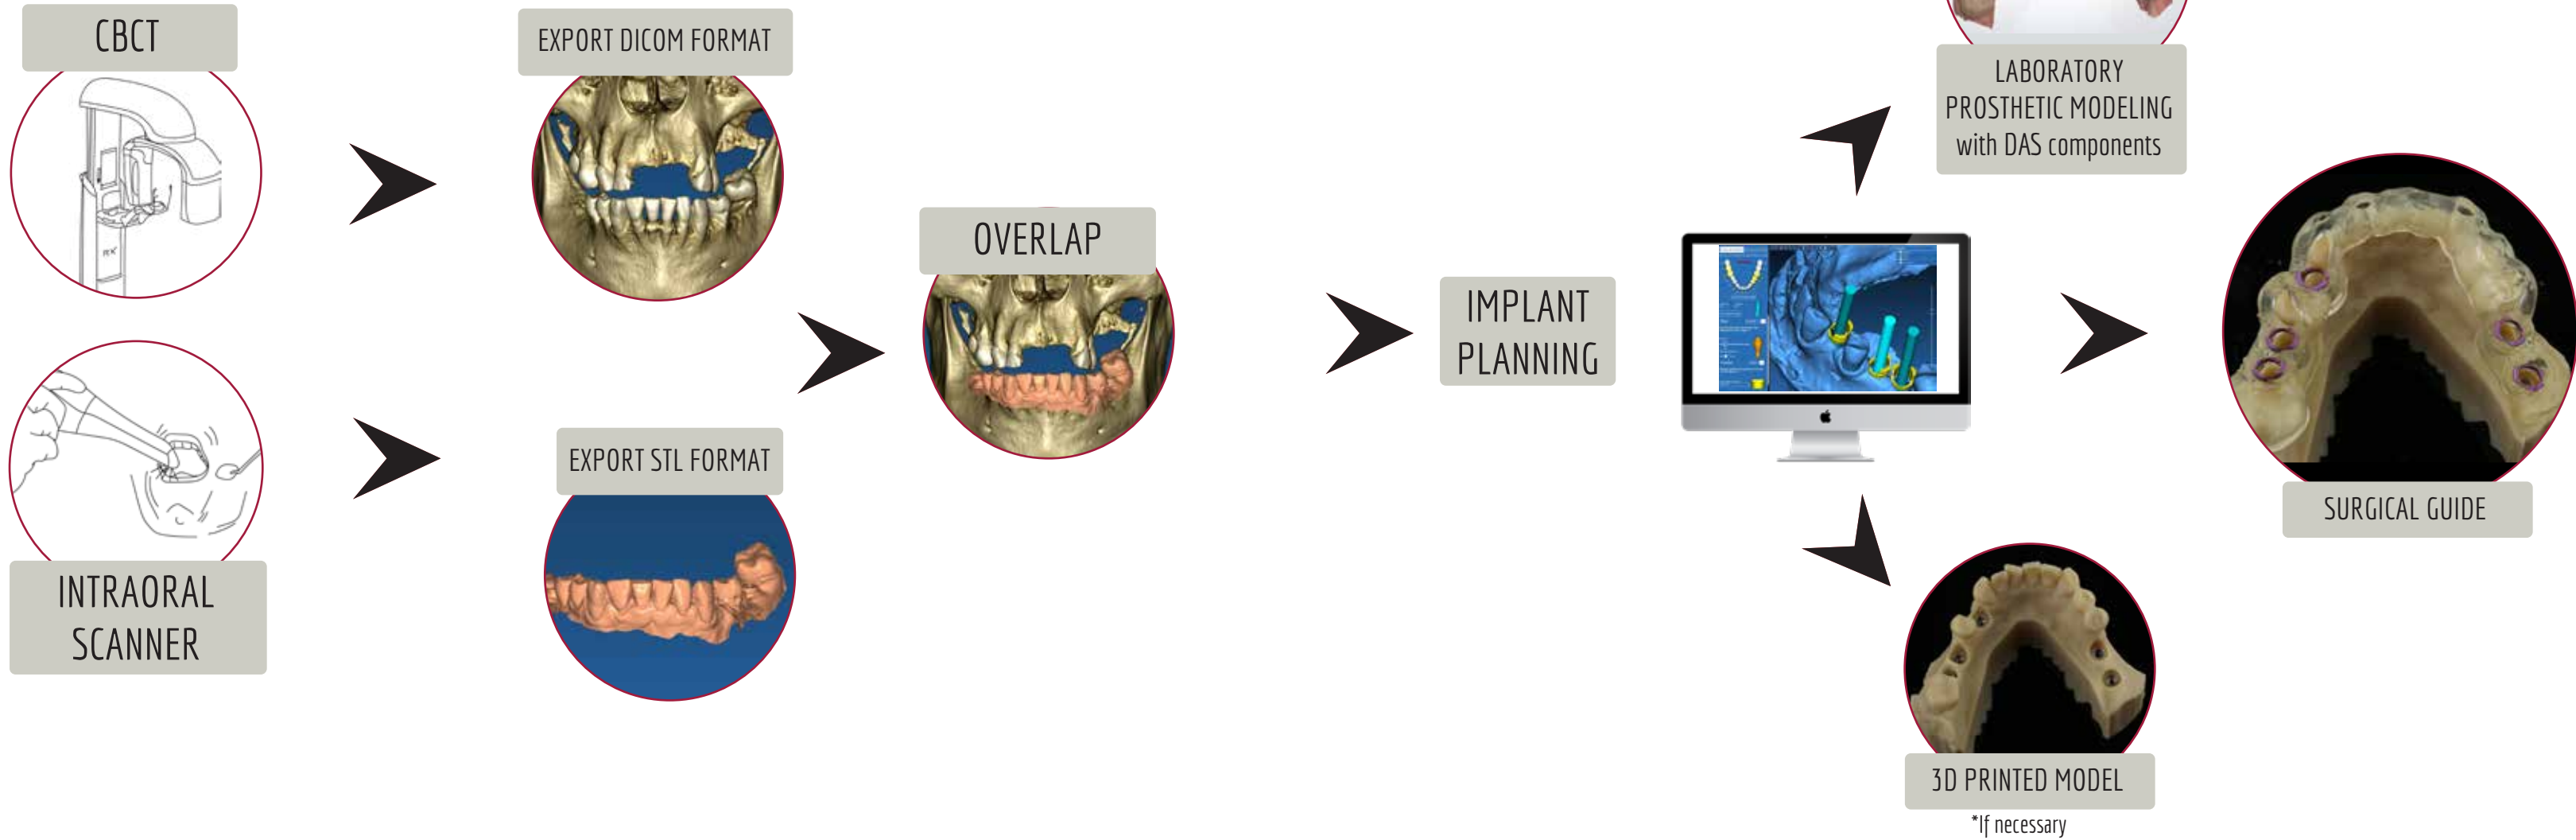 CBCT
EXPORT DICOM FORMAT
INTRAORAL
SCANNER
EXPORT STL FORMAT
OVERLAP
IMPLANT
PLANNING
LABORATORY
PROSTHETIC MODELING
with DAS components
SURGICAL GUIDE
3D PRINTED MODEL
*If necessary